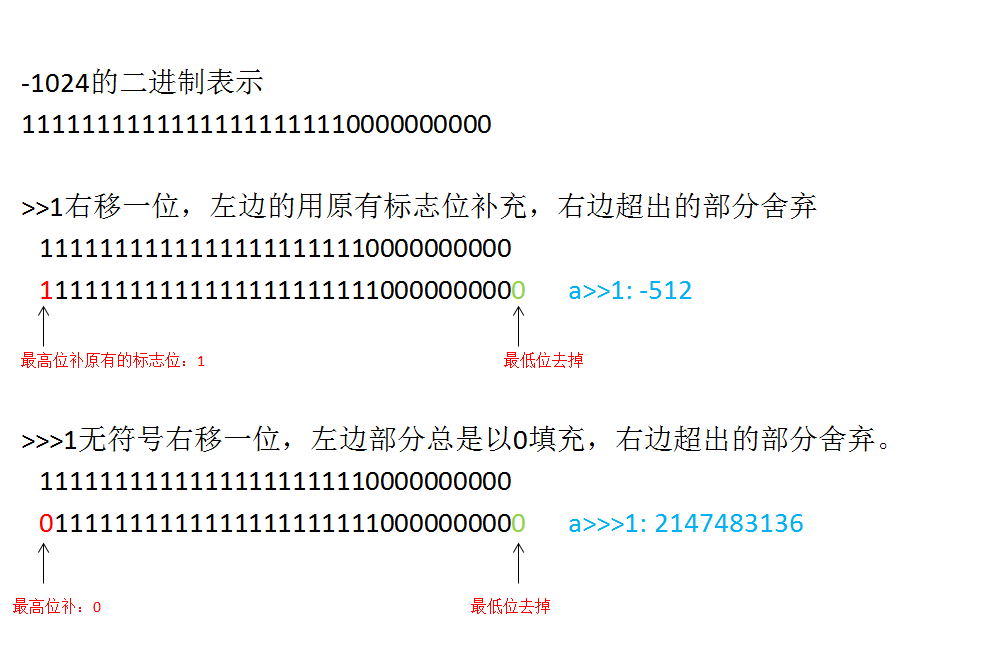 -1024的二进制表示
11111111111111111111110000000000
>>1右移一位，左边的用原有标志位补充，右边超出的部分舍弃
11111111111111111111110000000000
111111111111111111111110000000000 a>>1: -512
最高位补原有的标志位：1 最低位去掉
>>>1无符号右移一位，左边部分总是以0填充，右边超出的部分舍弃。
11111111111111111111110000000000
011111111111111111111110000000000 a>>>1: 2147483136
最高位补：0 最低位去掉